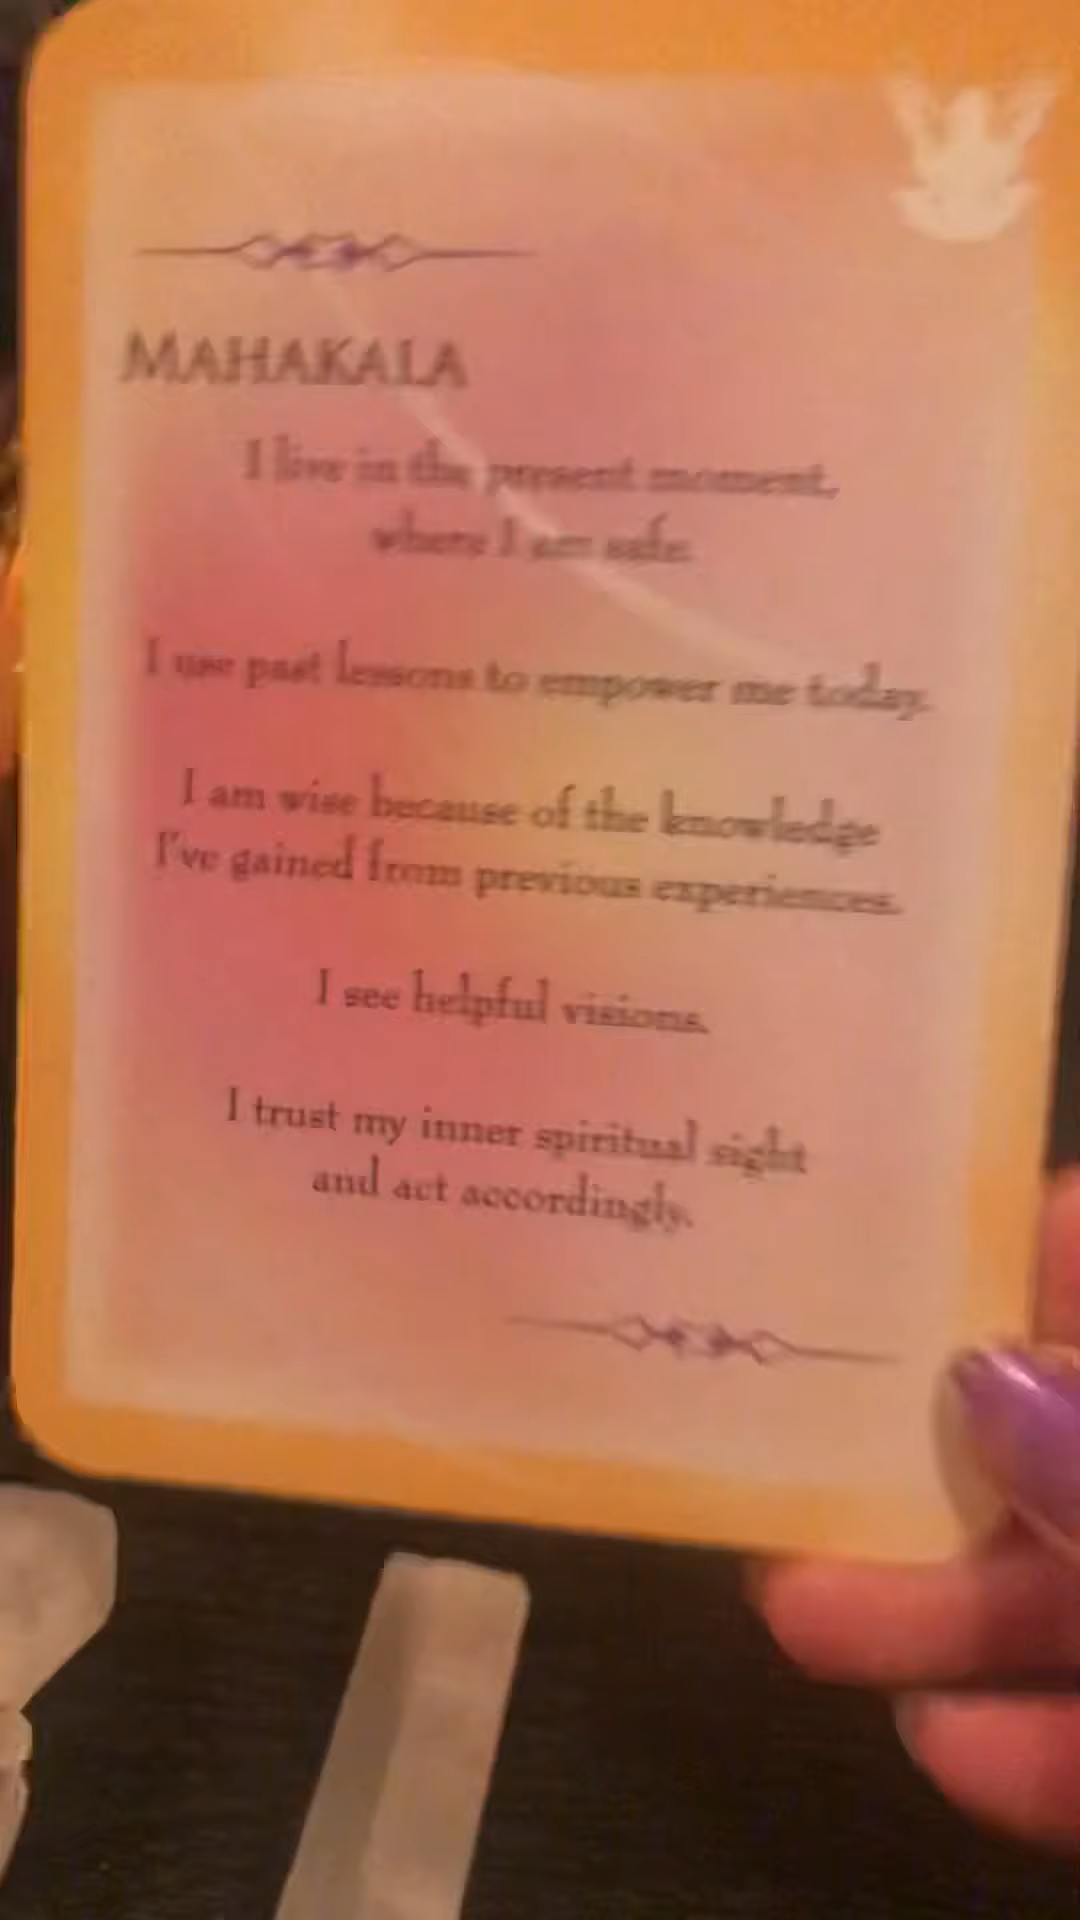 MAHAKALA
I live in the present moment,
where I am safe.
I use past lessons to empower me today.
I am wise because of the knowledge
I've gained from previous experiences.
I see helpful visions.
I trust my inner spiritual sight
and act accordingly.